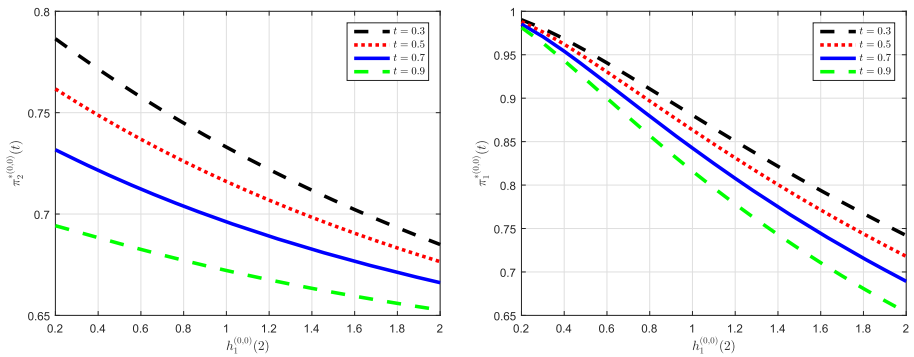 0.8
0.75
0.7
0.65
π₂*⁽⁰,⁰⁾(t)
t = 0.3
t = 0.5
t = 0.7
t = 0.9
0.2 0.4 0.6 0.8 1 1.2 1.4 1.6 1.8 2
h₁⁽⁰,⁰⁾(2)
1
0.95
0.9
0.85
0.8
0.75
0.7
0.65
π₁*⁽⁰,⁰⁾(t)
t = 0.3
t = 0.5
t = 0.7
t = 0.9
0.2 0.4 0.6 0.8 1 1.2 1.4 1.6 1.8 2
h₁⁽⁰,⁰⁾(2)